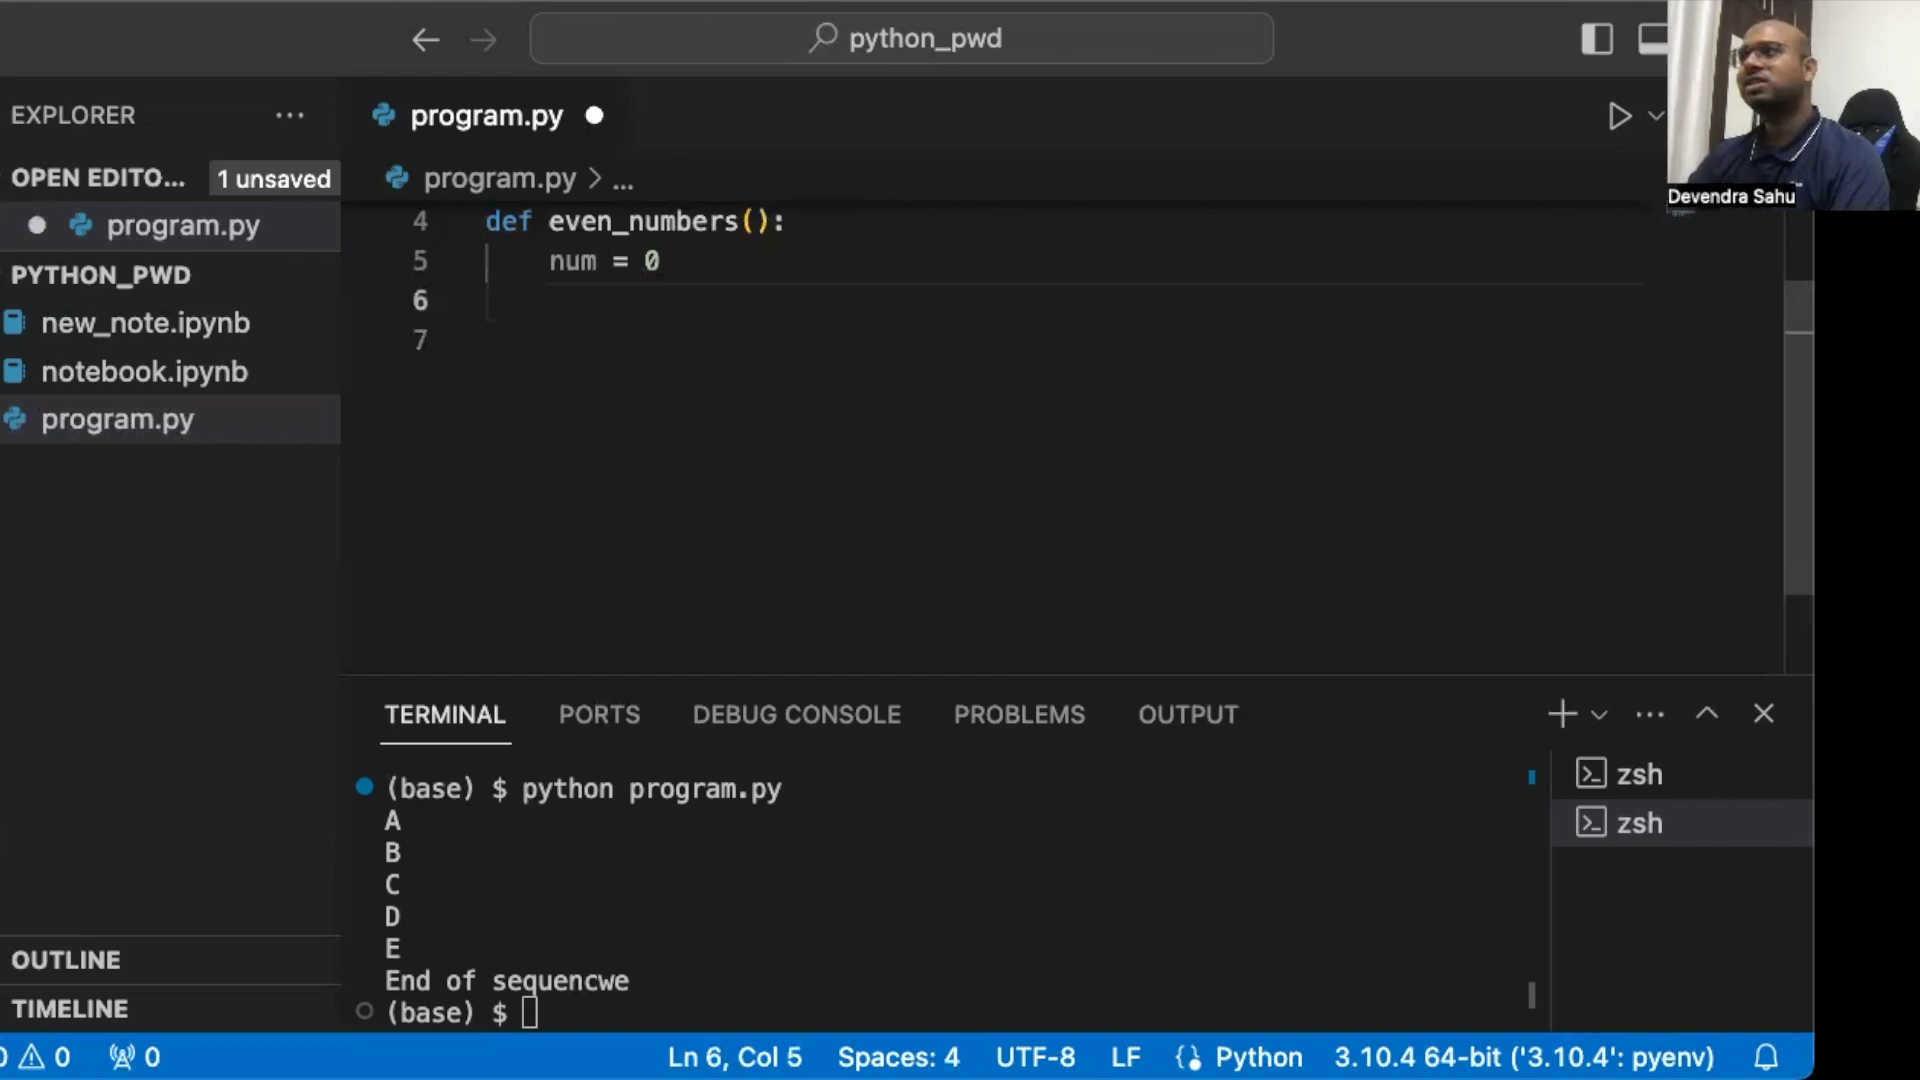 python_pwd
EXPLORER
program.py
OPEN EDITO... 1 unsaved
program.py > ...
program.py
Devendra Sahu
4 def even_numbers():
5 num = 0
6
7
PYTHON_PWD
new_note.ipynb
notebook.ipynb
program.py
TERMINAL PORTS DEBUG CONSOLE PROBLEMS OUTPUT
(base) $ python program.py
A
B
C
D
E
End of sequencwe
(base) $
zsh
zsh
OUTLINE
TIMELINE
0 0 0 Ln 6, Col 5 Spaces: 4 UTF-8 LF Python 3.10.4 64-bit ('3.10.4': pyenv)